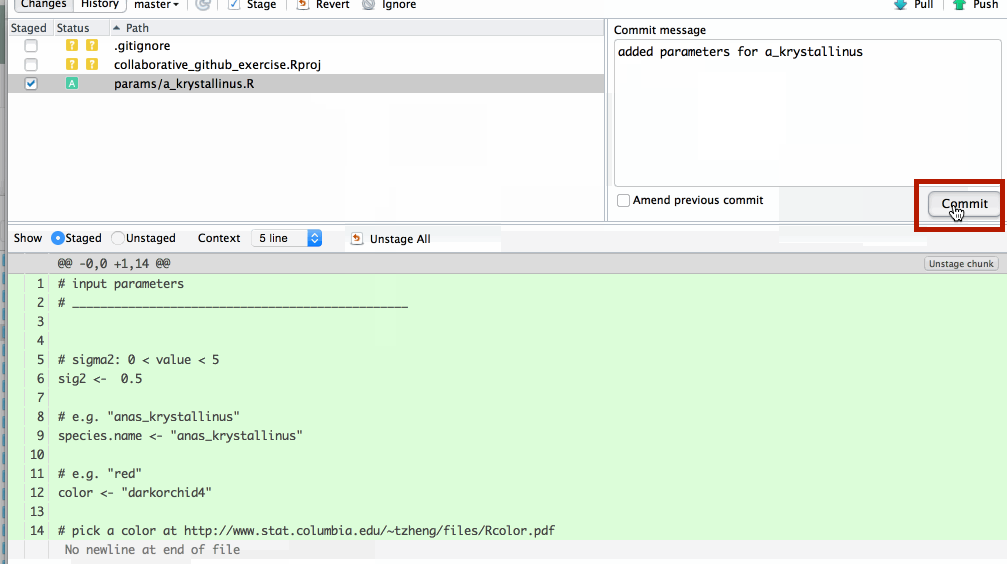 Changes History master Stage Revert Ignore Pull Push
Staged Status Path
? ? .gitignore
? ? collaborative_github_exercise.Rproj
A params/a_krystallinus.R
Commit message
added parameters for a_krystallinus
Amend previous commit
Commit
Show Staged Unstaged Context 5 line Unstage All
@@ -0,0 +1,14 @@ Unstage chunk
1 # input parameters
2 # ________________________________________________
3
4
5 # sigma2: 0 < value < 5
6 sig2 <-  0.5
7
8 # e.g. "anas_krystallinus"
9 species.name <- "anas_krystallinus"
10
11 # e.g. "red"
12 color <- "darkorchid4"
13
14 # pick a color at http://www.stat.columbia.edu/~tzheng/files/Rcolor.pdf
No newline at end of file